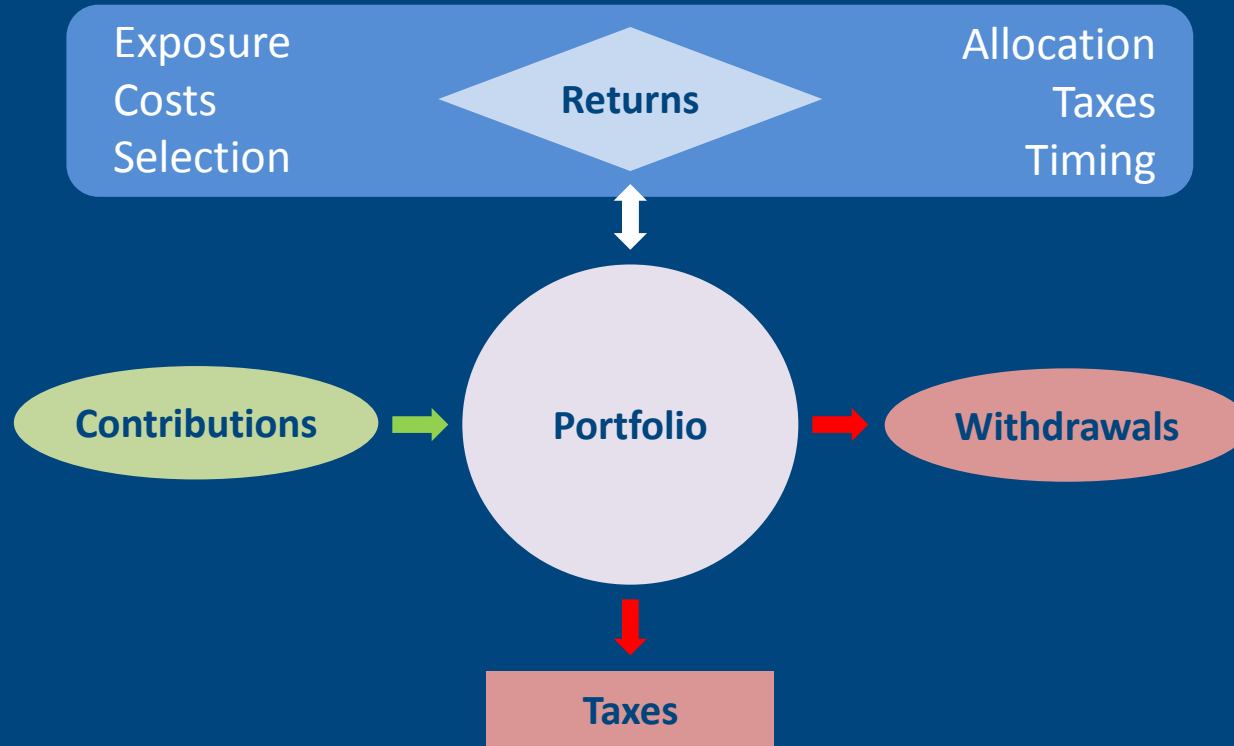 Exposure
Costs
Selection
Returns
Allocation
Taxes
Timing
Contributions
Portfolio
Withdrawals
Taxes